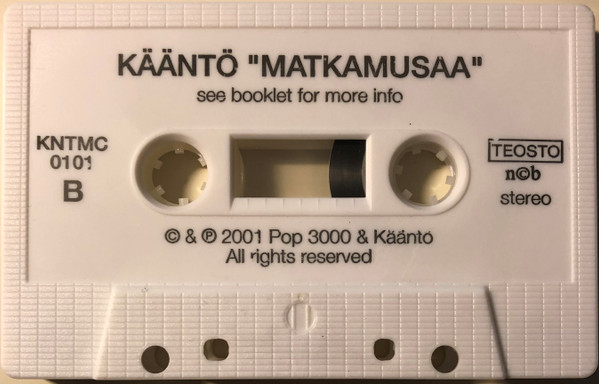 KÄÄNTÖ "MATKAMUSAA"
see booklet for more info
KNTMC
0101
B
TEOSTO
n©b
stereo
© & ℗ 2001 Pop 3000 & Kääntö
All rights reserved